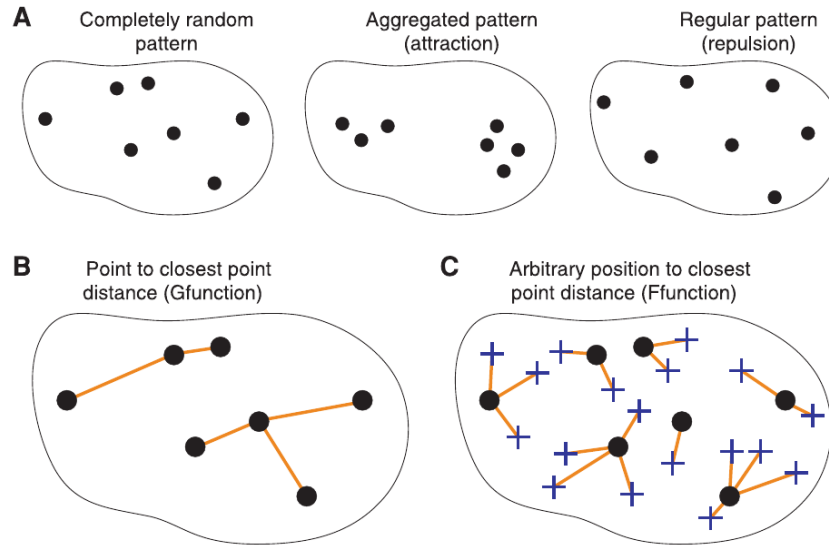 A
Completely random
pattern
Aggregated pattern
(attraction)
Regular pattern
(repulsion)
B
Point to closest point
distance (Gfunction)
C
Arbitrary position to closest
point distance (Ffunction)